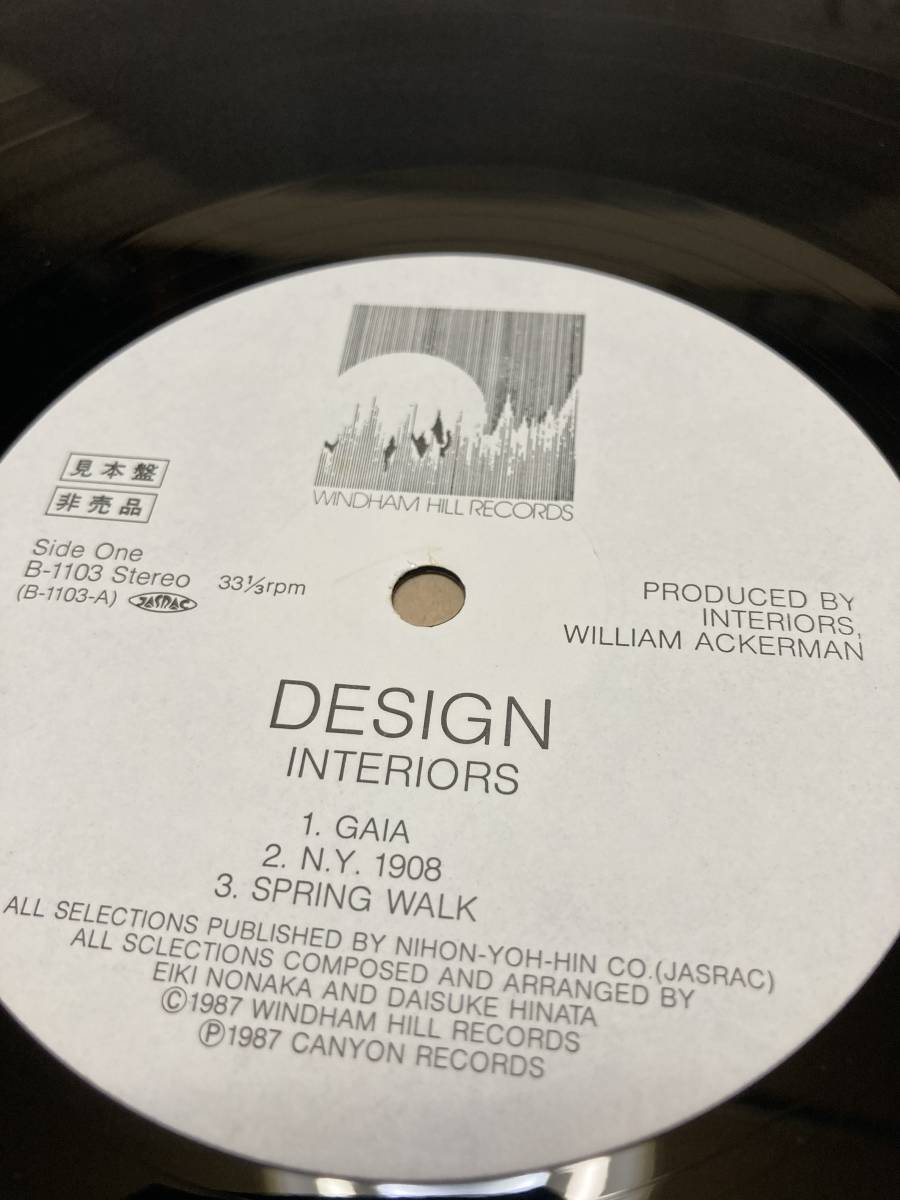 WINDHAM HILL RECORDS
見本盤
非売品
Side One
B-1103 Stereo 33⅓rpm
(B-1103-A) JASRAC
PRODUCED BY
INTERIORS,
WILLIAM ACKERMAN
DESIGN
INTERIORS
1. GAIA
2. N.Y. 1908
3. SPRING WALK
ALL SELECTIONS PUBLISHED BY NIHON-YOH-HIN CO.(JASRAC)
ALL SCLECTIONS COMPOSED AND ARRANGED BY
EIKI NONAKA AND DAISUKE HINATA
©1987 WINDHAM HILL RECORDS
℗1987 CANYON RECORDS